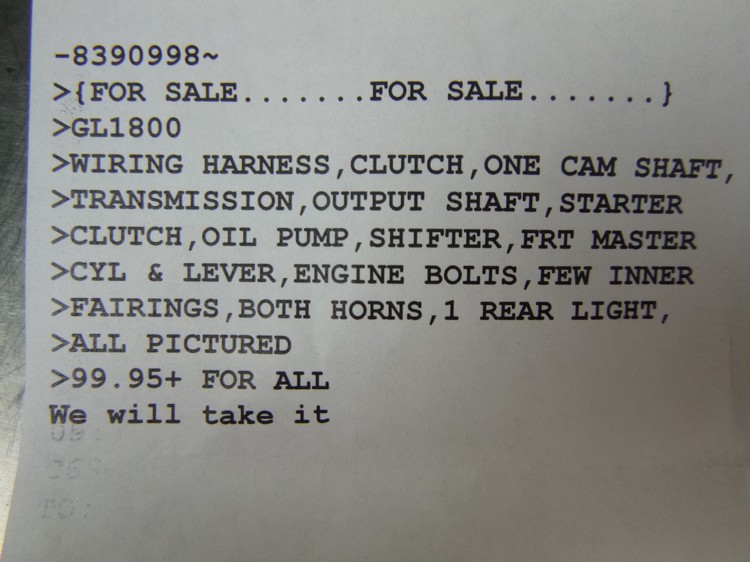 -8390998~
>{FOR SALE.......FOR SALE.......}
>GL1800
>WIRING HARNESS,CLUTCH,ONE CAM SHAFT,
>TRANSMISSION,OUTPUT SHAFT,STARTER
>CLUTCH,OIL PUMP,SHIFTER,FRT MASTER
>CYL & LEVER,ENGINE BOLTS,FEW INNER
>FAIRINGS,BOTH HORNS,1 REAR LIGHT,
>ALL PICTURED
>99.95+ FOR ALL
We will take it